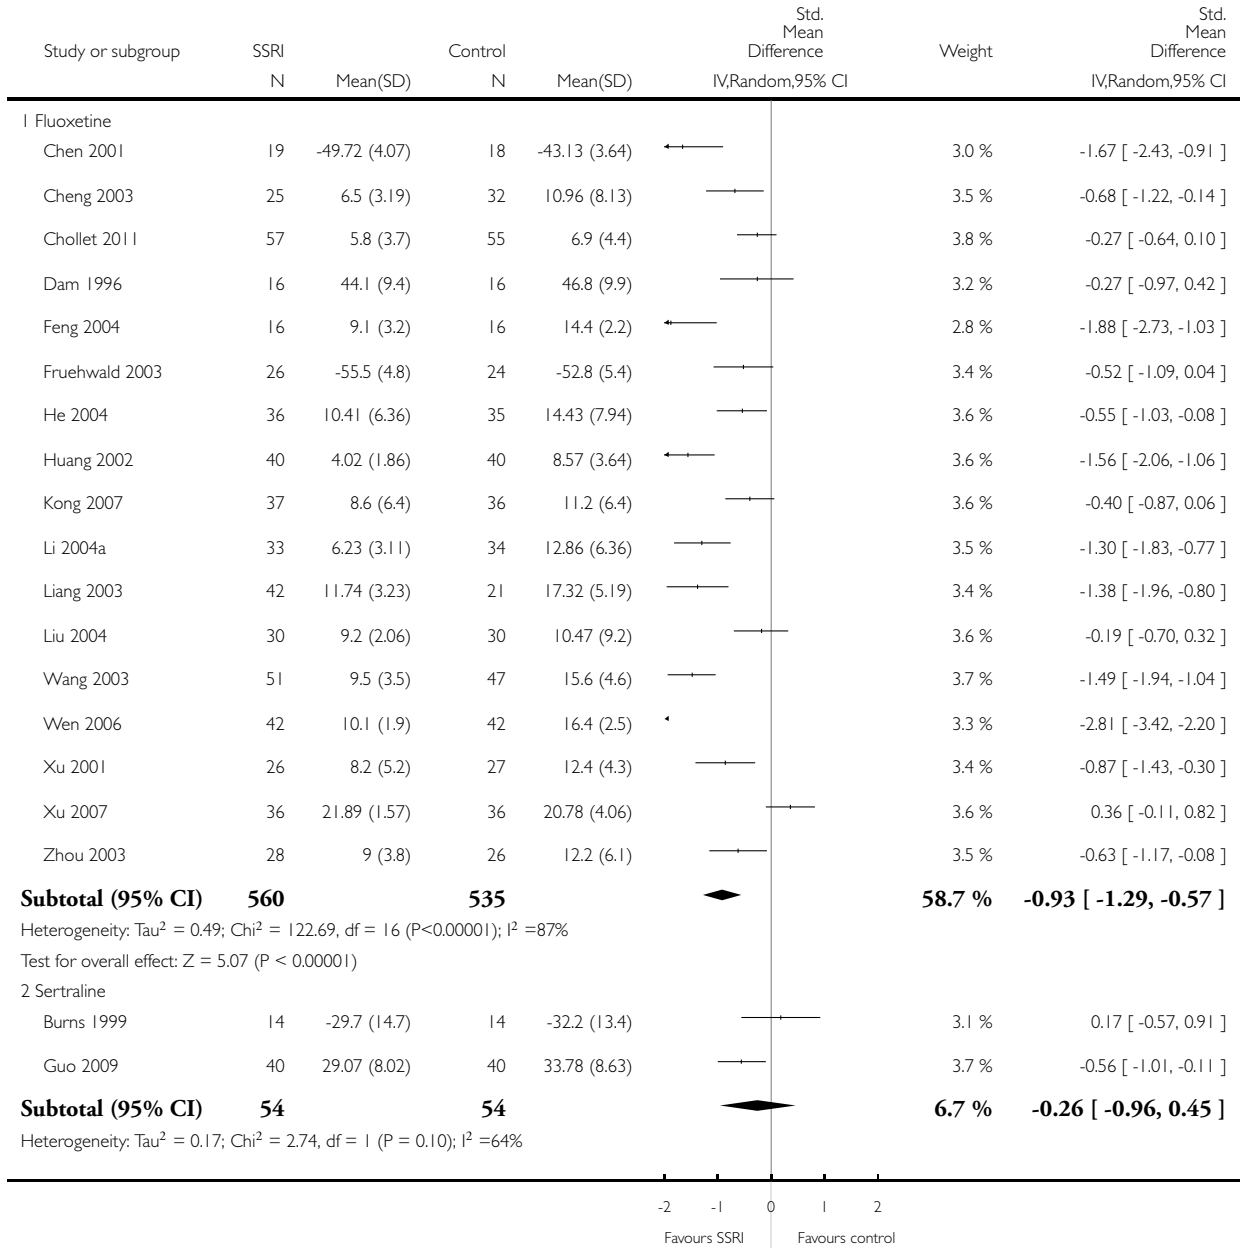 Std. Mean Difference Std. Mean Difference
Study or subgroup SSRI Control Weight
N Mean(SD) N Mean(SD) IV,Random,95% CI IV,Random,95% CI
1 Fluoxetine
Chen 2001 19 -49.72 (4.07) 18 -43.13 (3.64) 3.0 % -1.67 [ -2.43, -0.91 ]
Cheng 2003 25 6.5 (3.19) 32 10.96 (8.13) 3.5 % -0.68 [ -1.22, -0.14 ]
Chollet 2011 57 5.8 (3.7) 55 6.9 (4.4) 3.8 % -0.27 [ -0.64, 0.10 ]
Dam 1996 16 44.1 (9.4) 16 46.8 (9.9) 3.2 % -0.27 [ -0.97, 0.42 ]
Feng 2004 16 9.1 (3.2) 16 14.4 (2.2) 2.8 % -1.88 [ -2.73, -1.03 ]
Fruehwald 2003 26 -55.5 (4.8) 24 -52.8 (5.4) 3.4 % -0.52 [ -1.09, 0.04 ]
He 2004 36 10.41 (6.36) 35 14.43 (7.94) 3.6 % -0.55 [ -1.03, -0.08 ]
Huang 2002 40 4.02 (1.86) 40 8.57 (3.64) 3.6 % -1.56 [ -2.06, -1.06 ]
Kong 2007 37 8.6 (6.4) 36 11.2 (6.4) 3.6 % -0.40 [ -0.87, 0.06 ]
Li 2004a 33 6.23 (3.11) 34 12.86 (6.36) 3.5 % -1.30 [ -1.83, -0.77 ]
Liang 2003 42 11.74 (3.23) 21 17.32 (5.19) 3.4 % -1.38 [ -1.96, -0.80 ]
Liu 2004 30 9.2 (2.06) 30 10.47 (9.2) 3.6 % -0.19 [ -0.70, 0.32 ]
Wang 2003 51 9.5 (3.5) 47 15.6 (4.6) 3.7 % -1.49 [ -1.94, -1.04 ]
Wen 2006 42 10.1 (1.9) 42 16.4 (2.5) 3.3 % -2.81 [ -3.42, -2.20 ]
Xu 2001 26 8.2 (5.2) 27 12.4 (4.3) 3.4 % -0.87 [ -1.43, -0.30 ]
Xu 2007 36 21.89 (1.57) 36 20.78 (4.06) 3.6 % 0.36 [ -0.11, 0.82 ]
Zhou 2003 28 9 (3.8) 26 12.2 (6.1) 3.5 % -0.63 [ -1.17, -0.08 ]
Subtotal (95% CI) 560 535 58.7 % -0.93 [ -1.29, -0.57 ]
Heterogeneity: Tau² = 0.49; Chi² = 122.69, df = 16 (P<0.00001); I² =87%
Test for overall effect: Z = 5.07 (P < 0.00001)
2 Sertraline
Burns 1999 14 -29.7 (14.7) 14 -32.2 (13.4) 3.1 % 0.17 [ -0.57, 0.91 ]
Guo 2009 40 29.07 (8.02) 40 33.78 (8.63) 3.7 % -0.56 [ -1.01, -0.11 ]
Subtotal (95% CI) 54 54 6.7 % -0.26 [ -0.96, 0.45 ]
Heterogeneity: Tau² = 0.17; Chi² = 2.74, df = 1 (P = 0.10); I² =64%
-2 -1 0 1 2
Favours SSRI Favours control